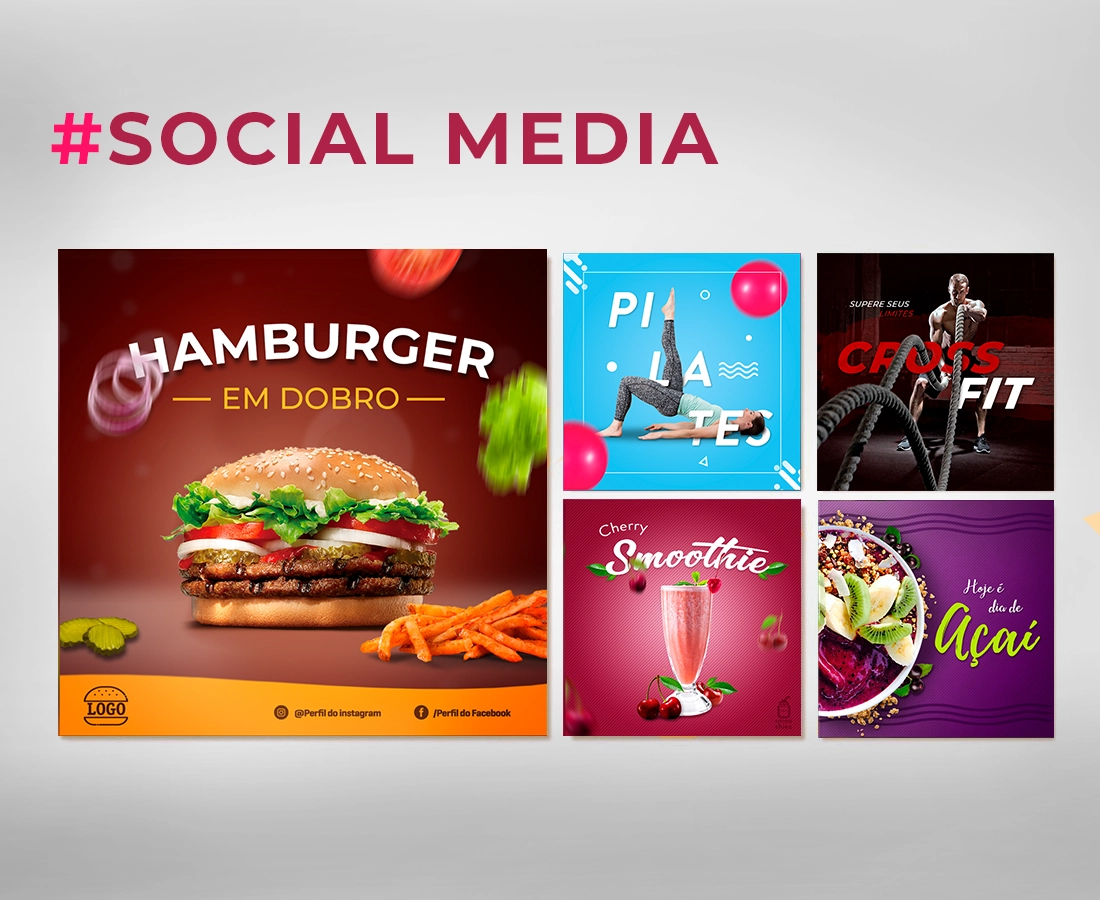 #SOCIAL MEDIA
HAMBURGER
EM DOBRO
LOGO
@Perfil do instagram
/Perfil do Facebook
PI
LA
TES
SUPERE SEUS
LIMITES
CROSS
FIT
Cherry
Smoothie
Hoje é
dia de
Açaí